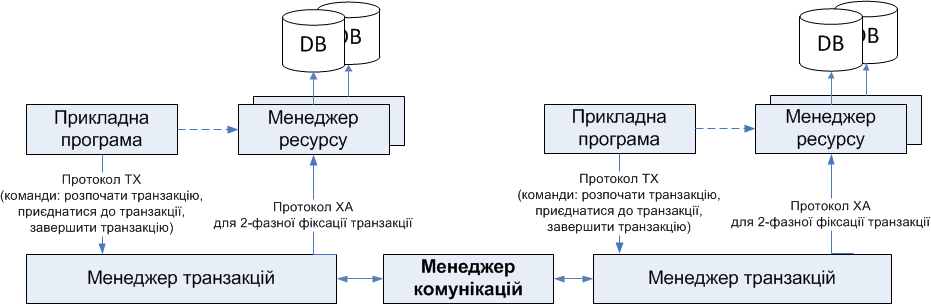 DB
DB
Прикладна
програма
Менеджер
ресурсу
Протокол TX
(команди: розпочати транзакцію,
приєднатися до транзакції,
завершити транзакцію)
Протокол XA
для 2-фазної фіксації транзакції
Менеджер транзакцій
Менеджер
комунікацій
DB
DB
Прикладна
програма
Менеджер
ресурсу
Протокол TX
(команди: розпочати транзакцію,
приєднатися до транзакції,
завершити транзакцію)
Протокол XA
для 2-фазної фіксації транзакції
Менеджер транзакцій